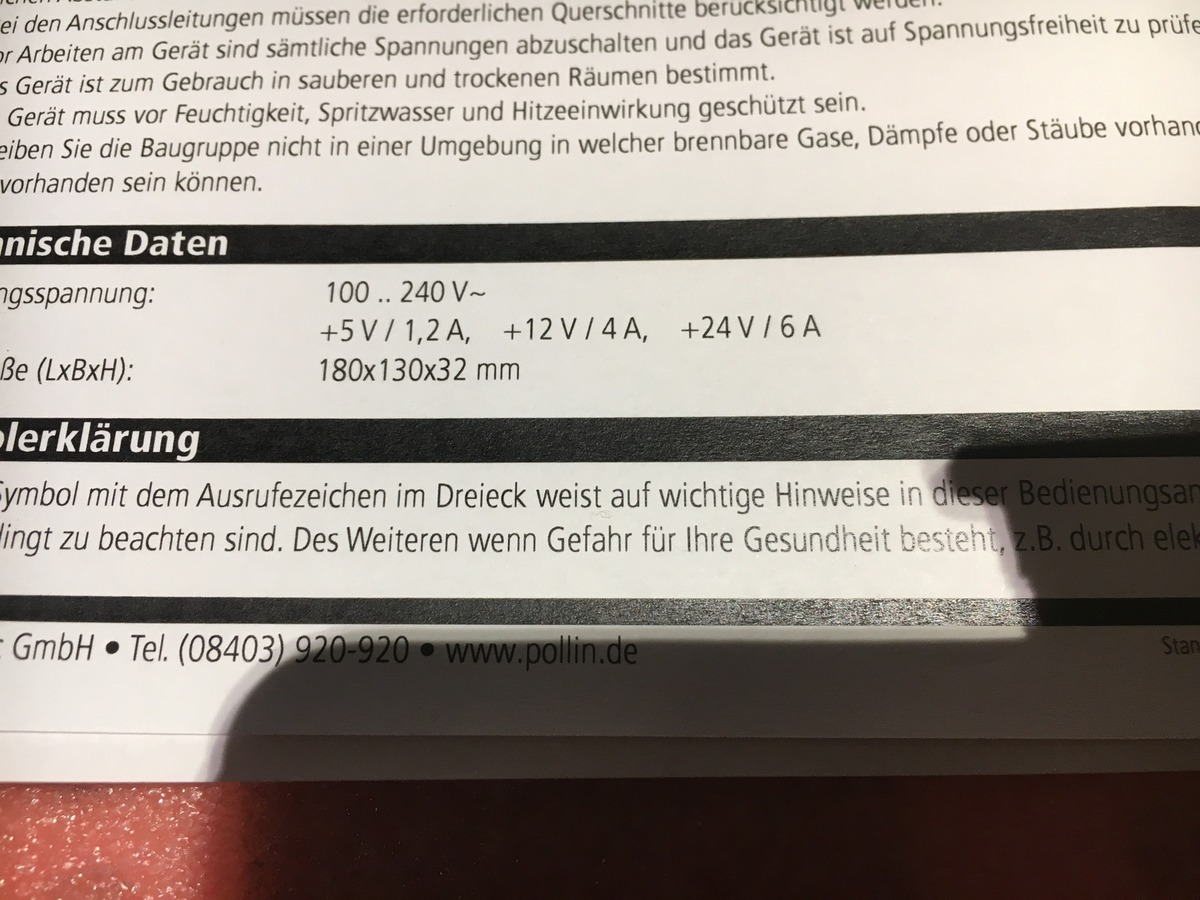 ei den Anschlussleitungen müssen die erforderlichen Querschnitte berücksichtigt werden.
or Arbeiten am Gerät sind sämtliche Spannungen abzuschalten und das Gerät ist auf Spannungsfreiheit zu prüfe
s Gerät ist zum Gebrauch in sauberen und trockenen Räumen bestimmt.
Gerät muss vor Feuchtigkeit, Spritzwasser und Hitzeeinwirkung geschützt sein.
eiben Sie die Baugruppe nicht in einer Umgebung in welcher brennbare Gase, Dämpfe oder Stäube vorhand
vorhanden sein können.
nische Daten
ngsspannung: 100 .. 240 V~
+5 V / 1,2 A, +12 V / 4 A, +24 V / 6 A
ße (LxBxH): 180x130x32 mm
lerklärung
Symbol mit dem Ausrufezeichen im Dreieck weist auf wichtige Hinweise in dieser Bedienungsan
lingt zu beachten sind. Des Weiteren wenn Gefahr für Ihre Gesundheit besteht, z.B. durch elek
GmbH • Tel. (08403) 920-920 • www.pollin.de
Stan